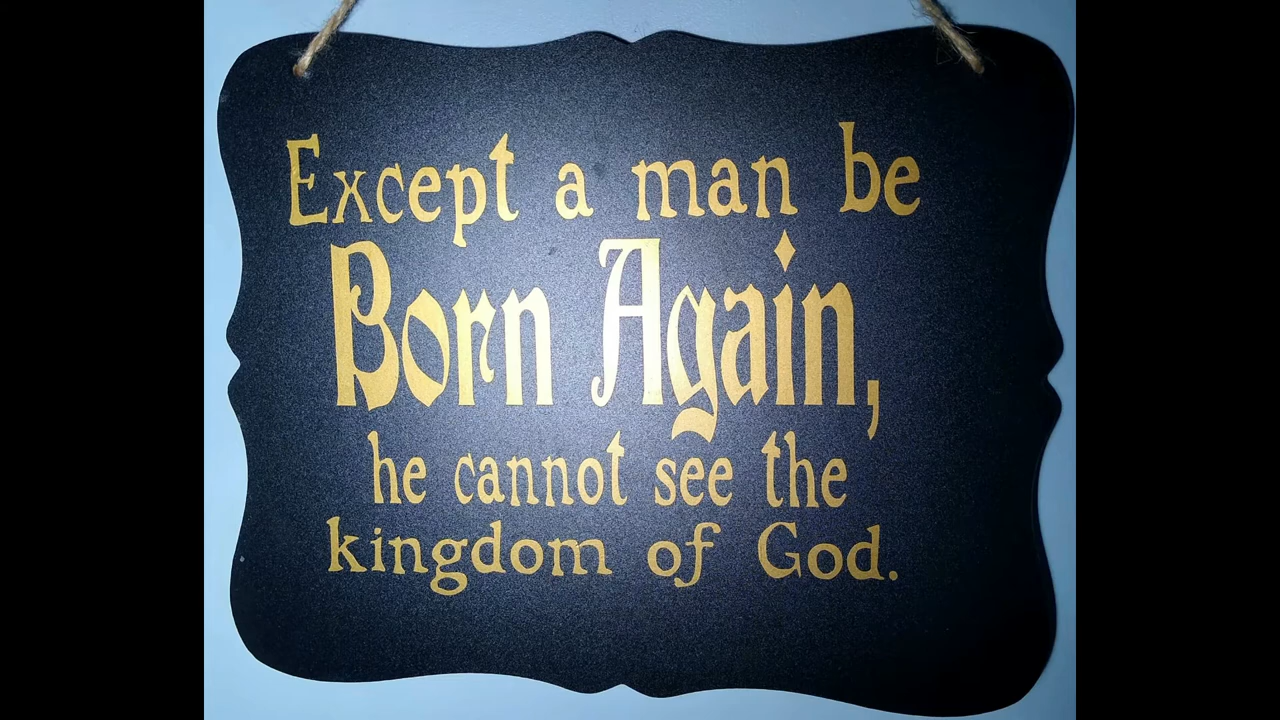 Except a man be
Born Again,
he cannot see the
kingdom of God.